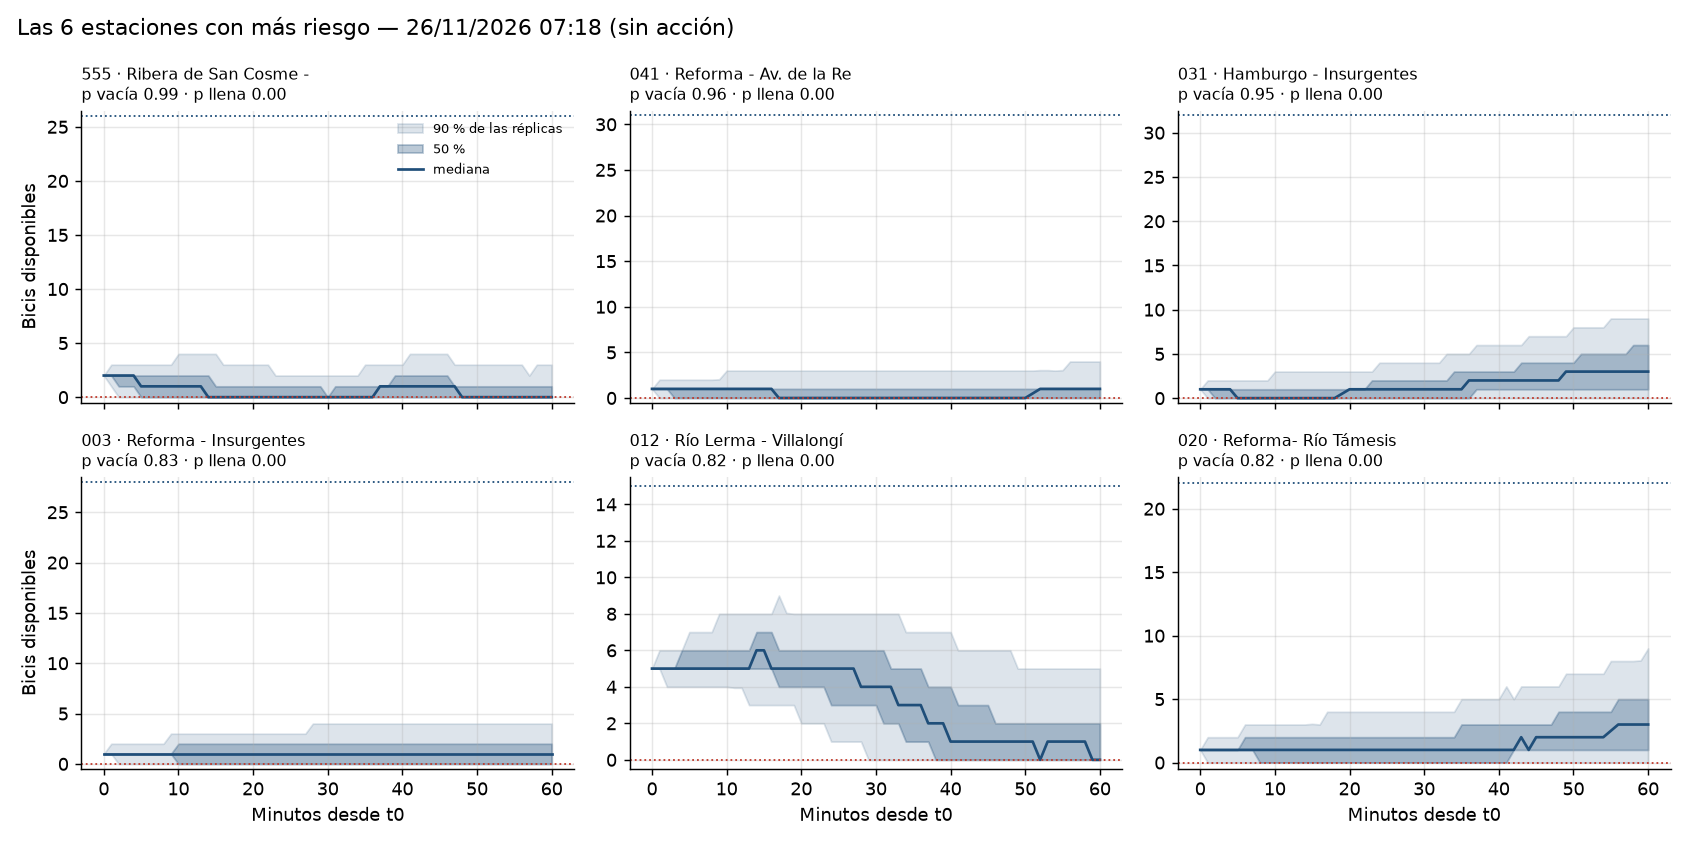 Las 6 estaciones con más riesgo — 26/11/2026 07:18 (sin acción)
555 · Ribera de San Cosme -
p vacía 0.99 · p llena 0.00
25
20
15
10
5
0
Bicis disponibles
90 % de las réplicas
50 %
mediana
041 · Reforma - Av. de la Re
p vacía 0.96 · p llena 0.00
30
25
20
15
10
5
0
031 · Hamburgo - Insurgentes
p vacía 0.95 · p llena 0.00
30
25
20
15
10
5
0
003 · Reforma - Insurgentes
p vacía 0.83 · p llena 0.00
25
20
15
10
5
0
Bicis disponibles
0 10 20 30 40 50 60
Minutos desde t0
012 · Río Lerma - Villalongí
p vacía 0.82 · p llena 0.00
14
12
10
8
6
4
2
0
0 10 20 30 40 50 60
Minutos desde t0
020 · Reforma- Río Támesis
p vacía 0.82 · p llena 0.00
20
15
10
5
0
0 10 20 30 40 50 60
Minutos desde t0